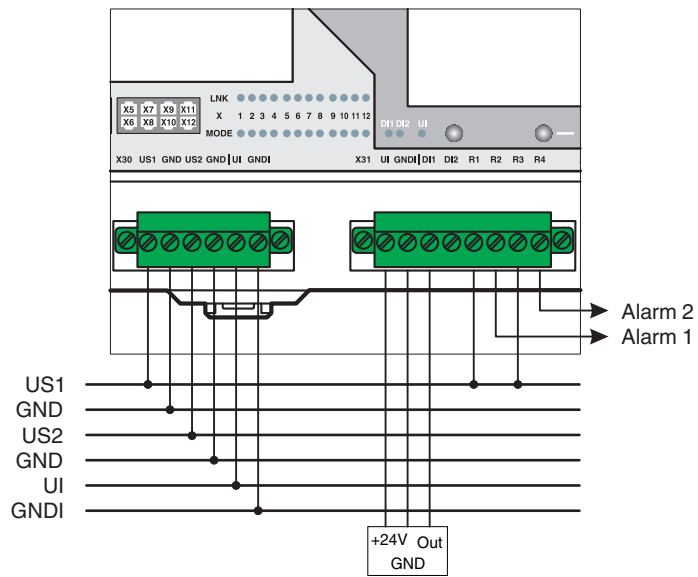 LNK
X5 X7 X9 X11
X6 X8 X10 X12
X 1 2 3 4 5 6 7 8 9 10 11 12
MODE
DI1 DI2 UI
X30 US1 GND US2 GND UI GNDI
X31 UI GNDI DI1 DI2 R1 R2 R3 R4
Alarm 2
Alarm 1
US1
GND
US2
GND
UI
GNDI
+24V Out
GND